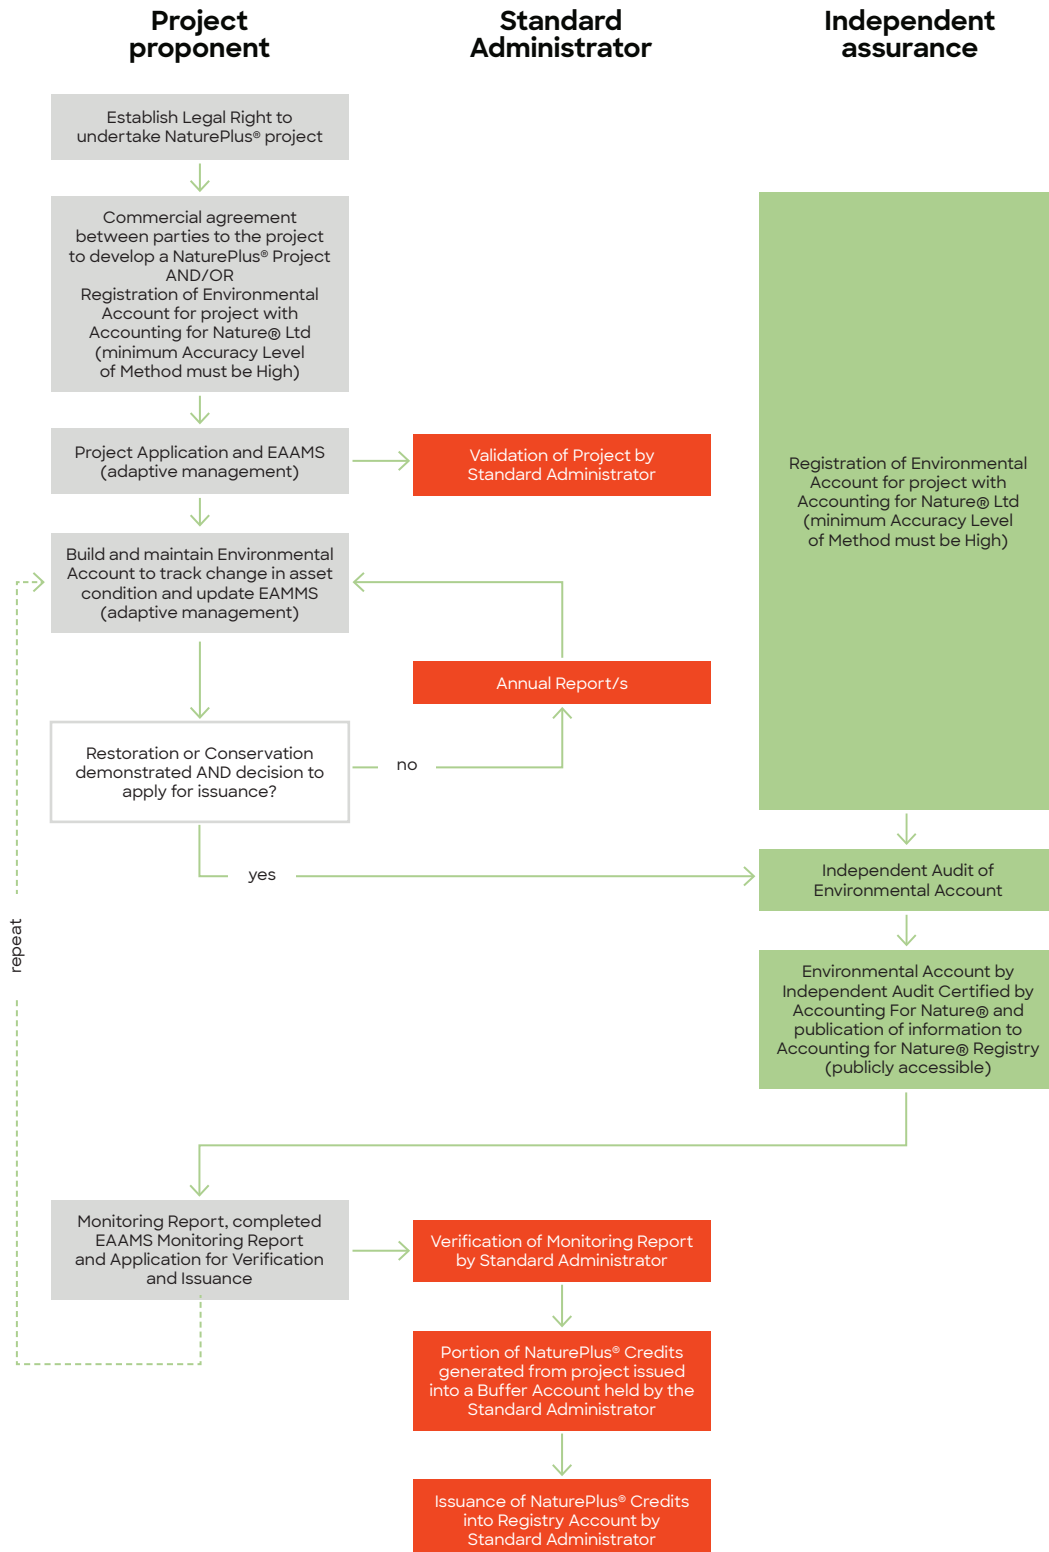 Project
proponent
Standard
Administrator
Independent
assurance
Establish Legal Right to
undertake NaturePlus® project
Commercial agreement
between parties to the project
to develop a NaturePlus® Project
AND/OR
Registration of Environmental
Account for project with
Accounting for Nature® Ltd
(minimum Accuracy Level
of Method must be High)
Project Application and EAAMS
(adaptive management)
Validation of Project by
Standard Administrator
Registration of Environmental
Account for project with
Accounting for Nature® Ltd
(minimum Accuracy Level
of Method must be High)
Build and maintain Environmental
Account to track change in asset
condition and update EAMMS
(adaptive management)
Annual Report/s
Restoration or Conservation
demonstrated AND decision to
apply for issuance?
no
yes
Independent Audit of
Environmental Account
repeat
Environmental Account by
Independent Audit Certified by
Accounting For Nature® and
publication of information to
Accounting for Nature® Registry
(publicly accessible)
Monitoring Report, completed
EAAMS Monitoring Report
and Application for Verification
and Issuance
Verification of Monitoring Report
by Standard Administrator
Portion of NaturePlus® Credits
generated from project issued
into a Buffer Account held by the
Standard Administrator
Issuance of NaturePlus® Credits
into Registry Account by
Standard Administrator